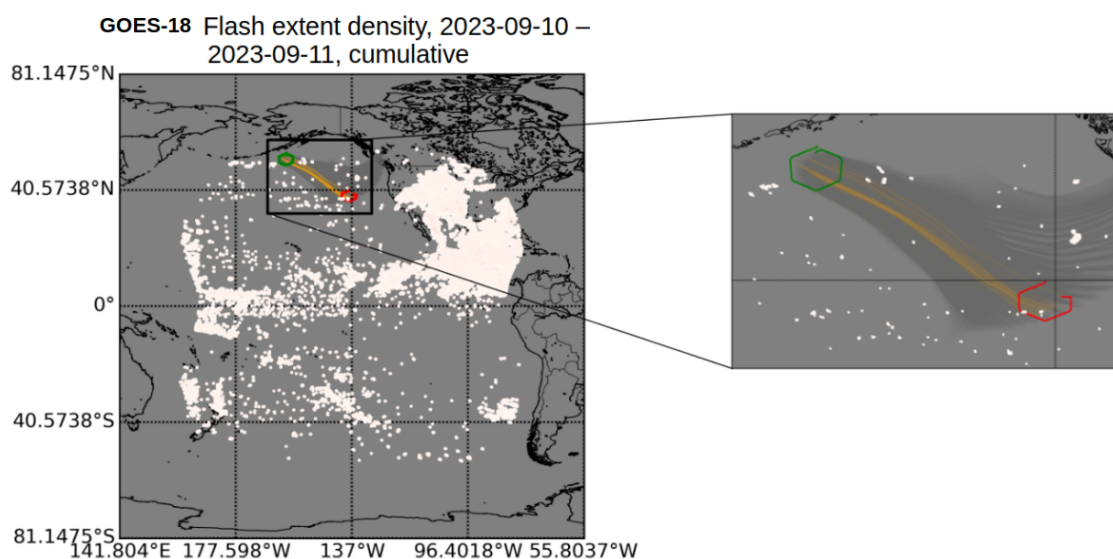 GOES-18 Flash extent density, 2023-09-10 –
2023-09-11, cumulative
81.1475°N
40.5738°N
0°
40.5738°S
81.1475°S
141.804°E 177.598°W 137°W 96.4018°W 55.8037°W